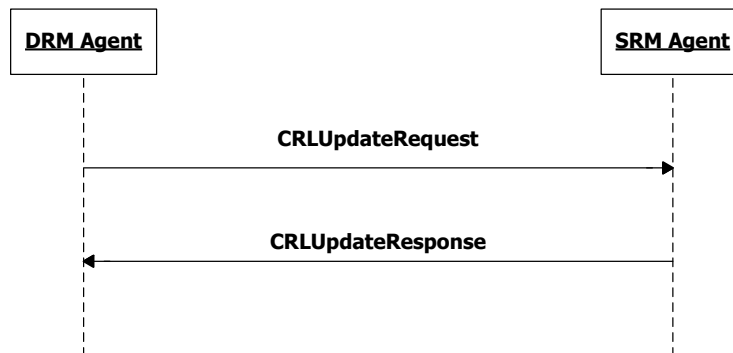 DRM Agent
SRM Agent
CRLUpdateRequest
CRLUpdateResponse